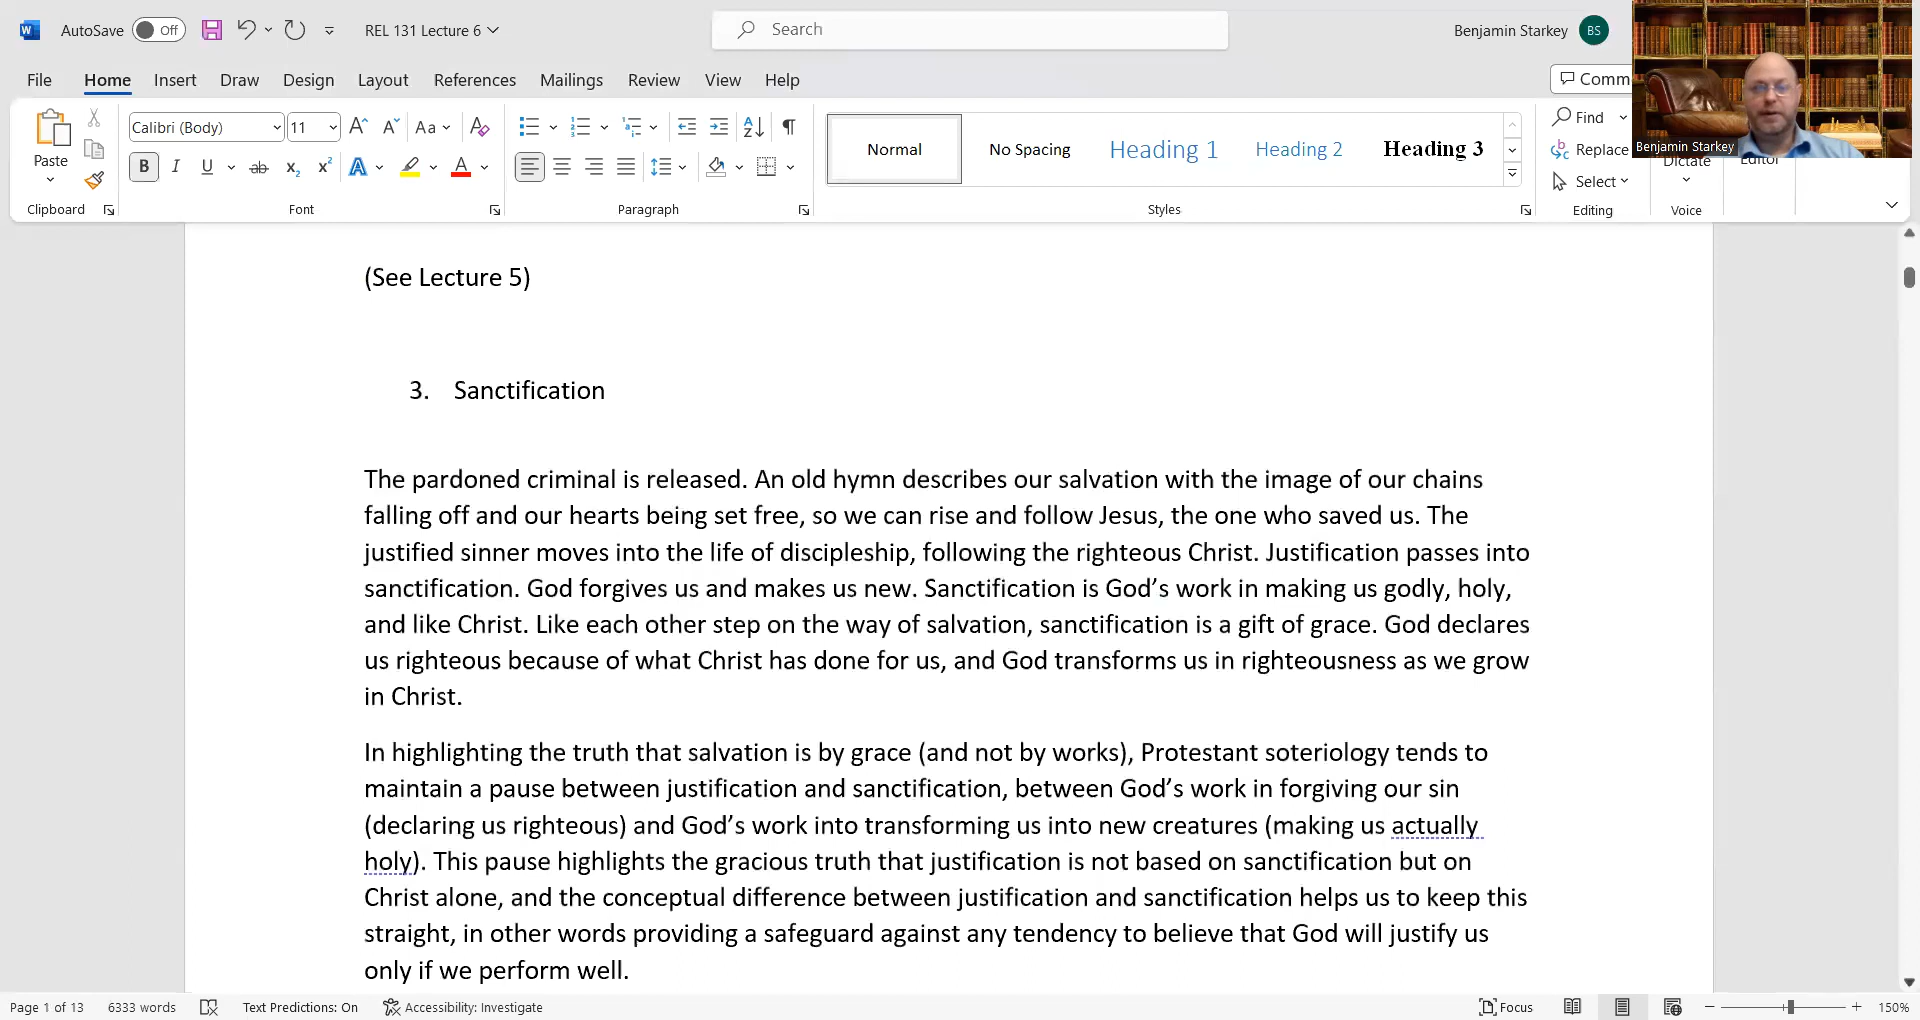 AutoSave Off REL 131 Lecture 6 Search Benjamin Starkey BS
File Home Insert Draw Design Layout References Mailings Review View Help Comm
Calibri (Body) 11 Aa
Paste
B I U ab x₂ x² A A
Normal No Spacing Heading 1 Heading 2 Heading 3
Find
Replace
Select
Dictate
Editor
Benjamin Starkey
Clipboard Font Paragraph Styles Editing Voice
(See Lecture 5)
3. Sanctification
The pardoned criminal is released. An old hymn describes our salvation with the image of our chains
falling off and our hearts being set free, so we can rise and follow Jesus, the one who saved us. The
justified sinner moves into the life of discipleship, following the righteous Christ. Justification passes into
sanctification. God forgives us and makes us new. Sanctification is God’s work in making us godly, holy,
and like Christ. Like each other step on the way of salvation, sanctification is a gift of grace. God declares
us righteous because of what Christ has done for us, and God transforms us in righteousness as we grow
in Christ.
In highlighting the truth that salvation is by grace (and not by works), Protestant soteriology tends to
maintain a pause between justification and sanctification, between God’s work in forgiving our sin
(declaring us righteous) and God’s work into transforming us into new creatures (making us actually
holy). This pause highlights the gracious truth that justification is not based on sanctification but on
Christ alone, and the conceptual difference between justification and sanctification helps us to keep this
straight, in other words providing a safeguard against any tendency to believe that God will justify us
only if we perform well.
Page 1 of 13 6333 words Text Predictions: On Accessibility: Investigate Focus 150%